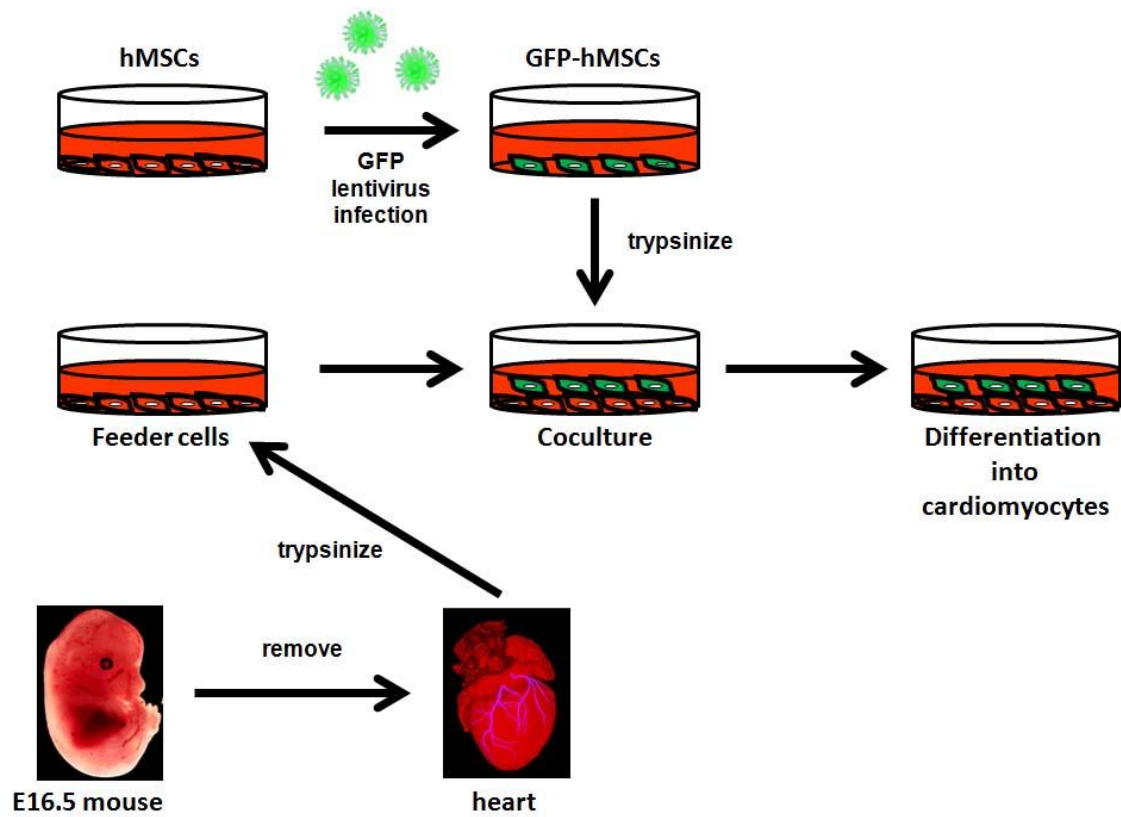 hMSCs
GFP
lentivirus
infection
GFP-hMSCs
trypsinize
Feeder cells
Coculture
Differentiation
into
cardiomyocytes
trypsinize
remove
E16.5 mouse
heart